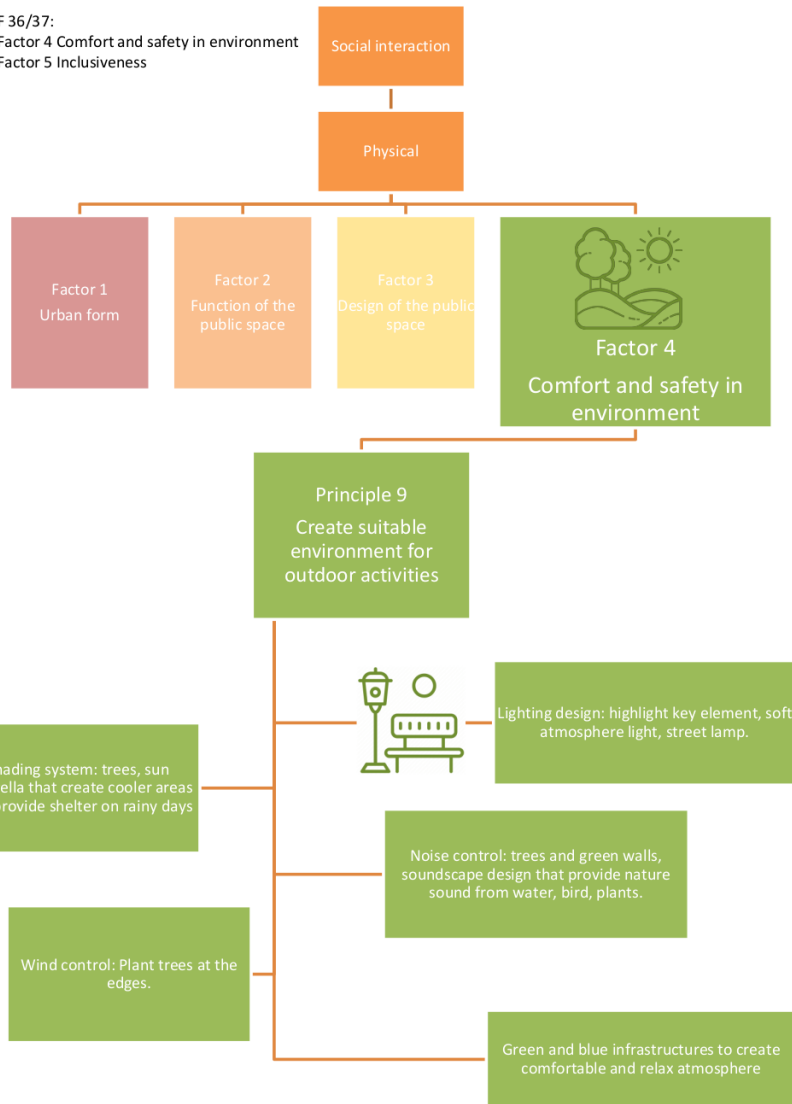 F 36/37:
Factor 4 Comfort and safety in environment
Factor 5 Inclusiveness
Social interaction
Physical
Factor 1
Urban form
Factor 2
Function of the
public space
Factor 3
Design of the public
space
Factor 4
Comfort and safety in
environment
Principle 9
Create suitable
environment for
outdoor activities
Lighting design: highlight key element, soft
atmosphere light, street lamp.
system: trees, sun
that create cooler areas
provide shelter on rainy days
Noise control: trees and green walls,
soundscape design that provide nature
sound from water, bird, plants.
Wind control: Plant trees at the
edges.
Green and blue infrastructures to create
comfortable and relax atmosphere